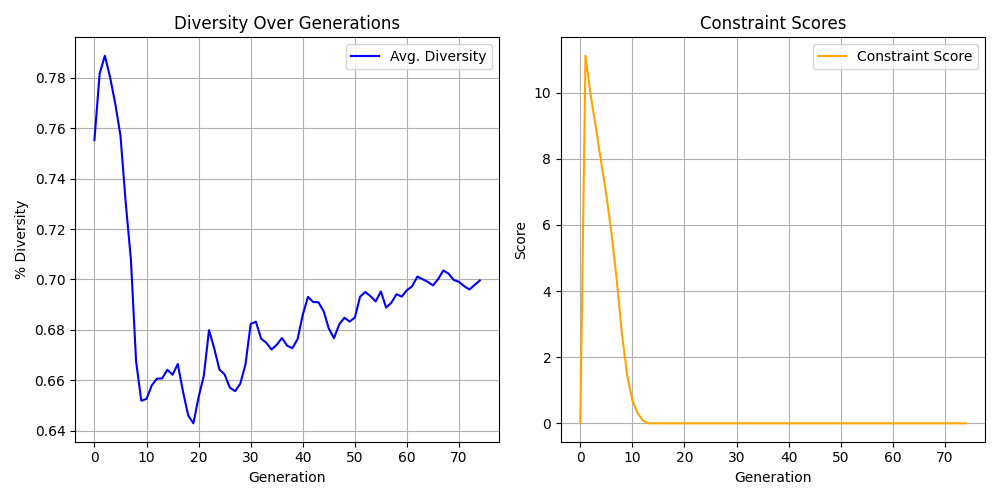 Diversity Over Generations
Avg. Diversity
% Diversity
0.78
0.76
0.74
0.72
0.70
0.68
0.66
0.64
0 10 20 30 40 50 60 70
Generation
Constraint Scores
Constraint Score
Score
10
8
6
4
2
0
0 10 20 30 40 50 60 70
Generation